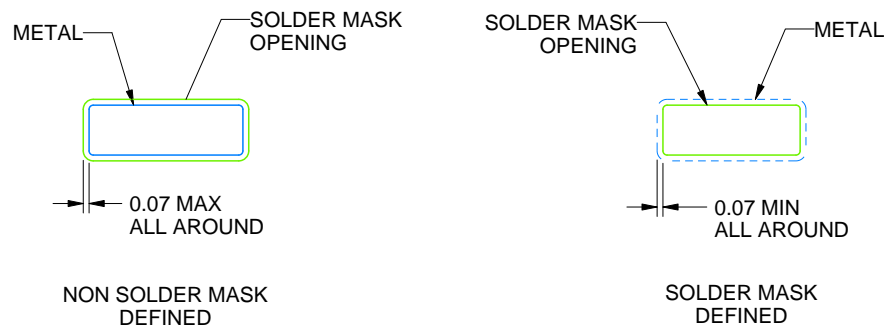 METAL
SOLDER MASK
OPENING
0.07 MAX
ALL AROUND
NON SOLDER MASK
DEFINED
SOLDER MASK
OPENING
METAL
0.07 MIN
ALL AROUND
SOLDER MASK
DEFINED